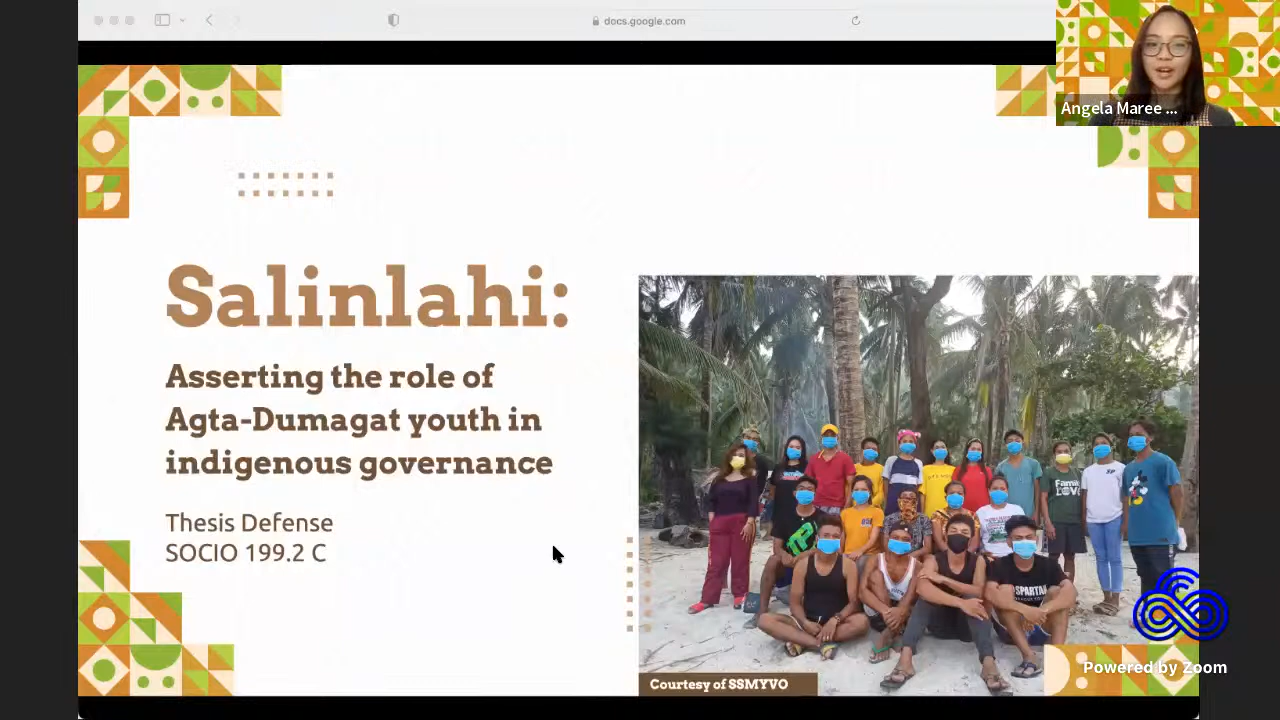 docs.google.com
Angela Maree ...
Salinlahi:
Asserting the role of
Agta-Dumagat youth in
indigenous governance
Thesis Defense
SOCIO 199.2 C
Courtesy of SSMYVO
Powered by Zoom